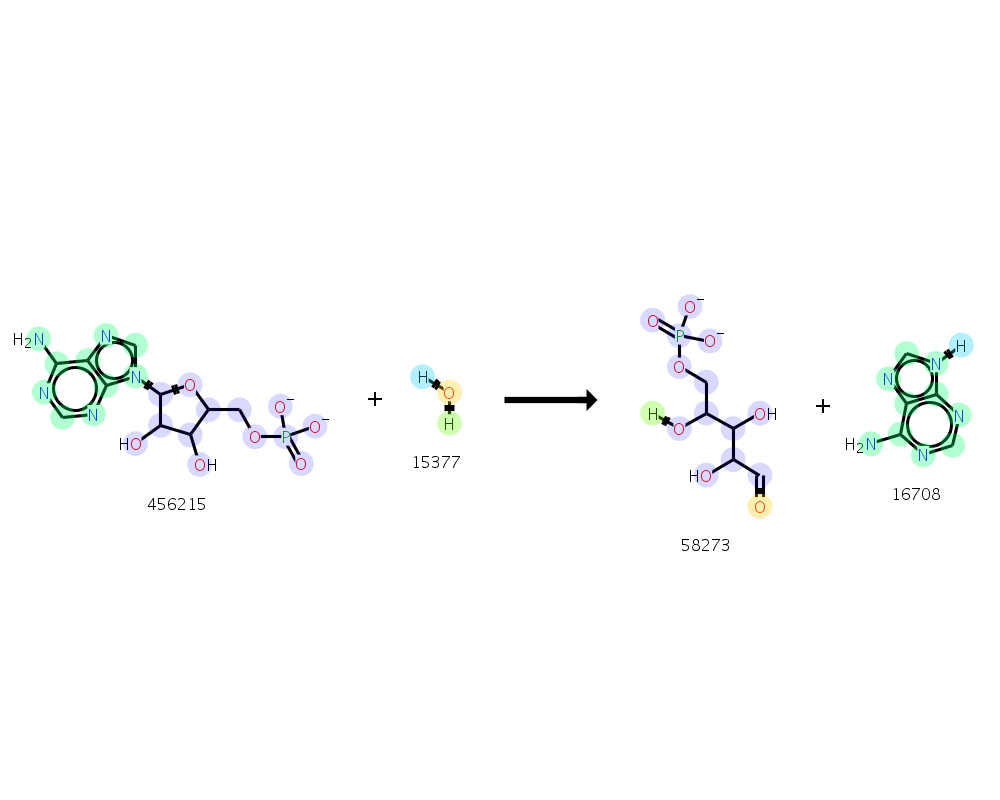 H2N N N N N O HO OH O P O⁻ O⁻ O
456215
+
H O H
15377
+
O O⁻ P O⁻ O H O OH HO O
58273
H N N N N H2N
16708